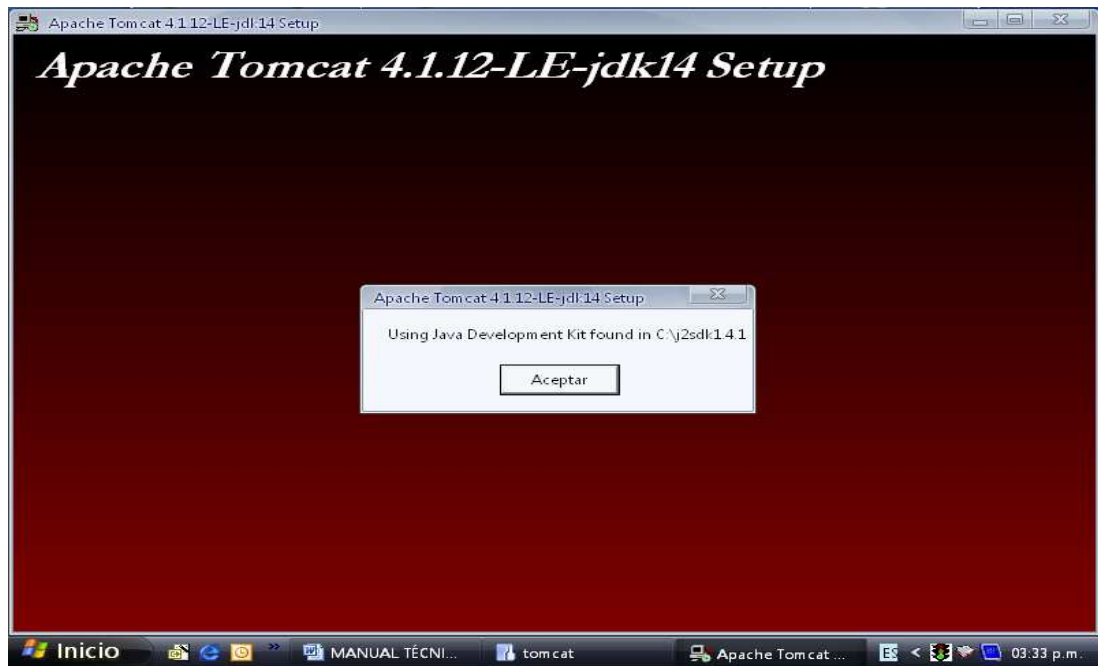 Apache Tomcat 4.1.12-LE-jdk14 Setup
Apache Tomcat 4.1.12-LE-jdk14 Setup
Apache Tomcat 4.1.12-LE-jdk14 Setup
Using Java Development Kit found in C:\j2sdk1.4.1
Aceptar
Inicio
»
MANUAL TÉCNI...
tomcat
Apache Tomcat ...
ES
<
03:33 p.m.